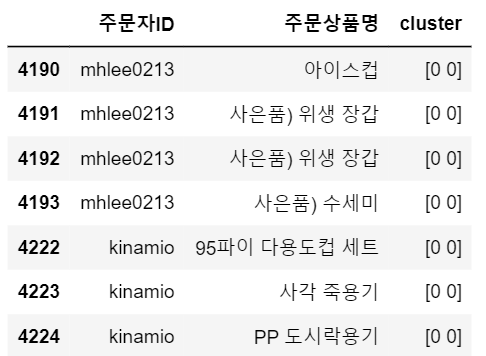 주문자ID 주문상품명 cluster
4190 mhlee0213 아이스컵 [0 0]
4191 mhlee0213 사은품) 위생 장갑 [0 0]
4192 mhlee0213 사은품) 위생 장갑 [0 0]
4193 mhlee0213 사은품) 수세미 [0 0]
4222 kinamio 95파이 다용도컵 세트 [0 0]
4223 kinamio 사각 죽용기 [0 0]
4224 kinamio PP 도시락용기 [0 0]